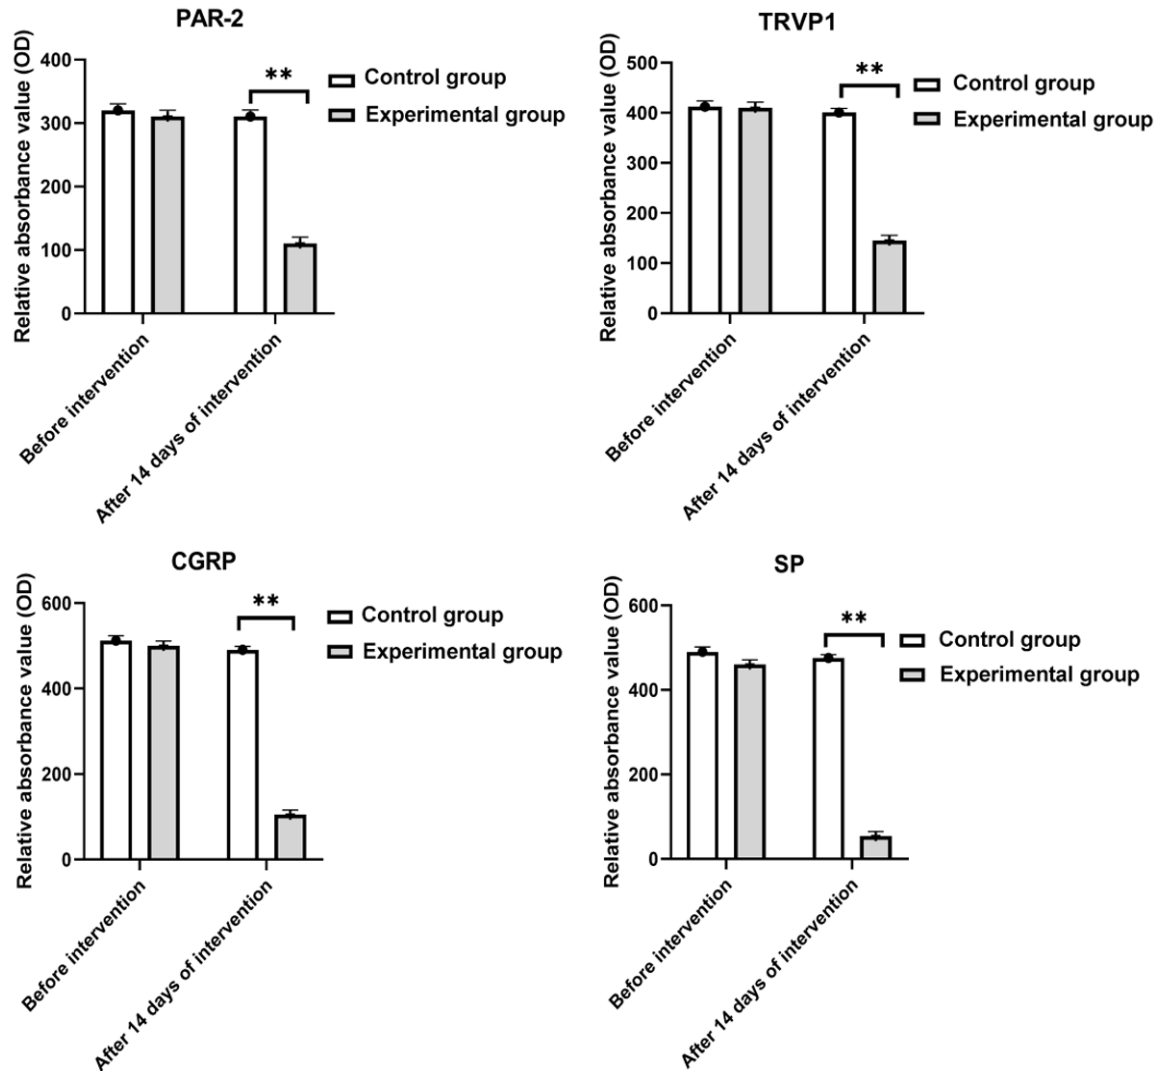 PAR-2
Relative absorbance value (OD)
400
300
200
100
0
**
Control group
Experimental group
Before intervention
After 14 days of intervention
TRVP1
Relative absorbance value (OD)
500
400
300
200
100
0
**
Control group
Experimental group
Before intervention
After 14 days of intervention
CGRP
Relative absorbance value (OD)
600
400
200
0
**
Control group
Experimental group
Before intervention
After 14 days of intervention
SP
Relative absorbance value (OD)
600
400
200
0
**
Control group
Experimental group
Before intervention
After 14 days of intervention